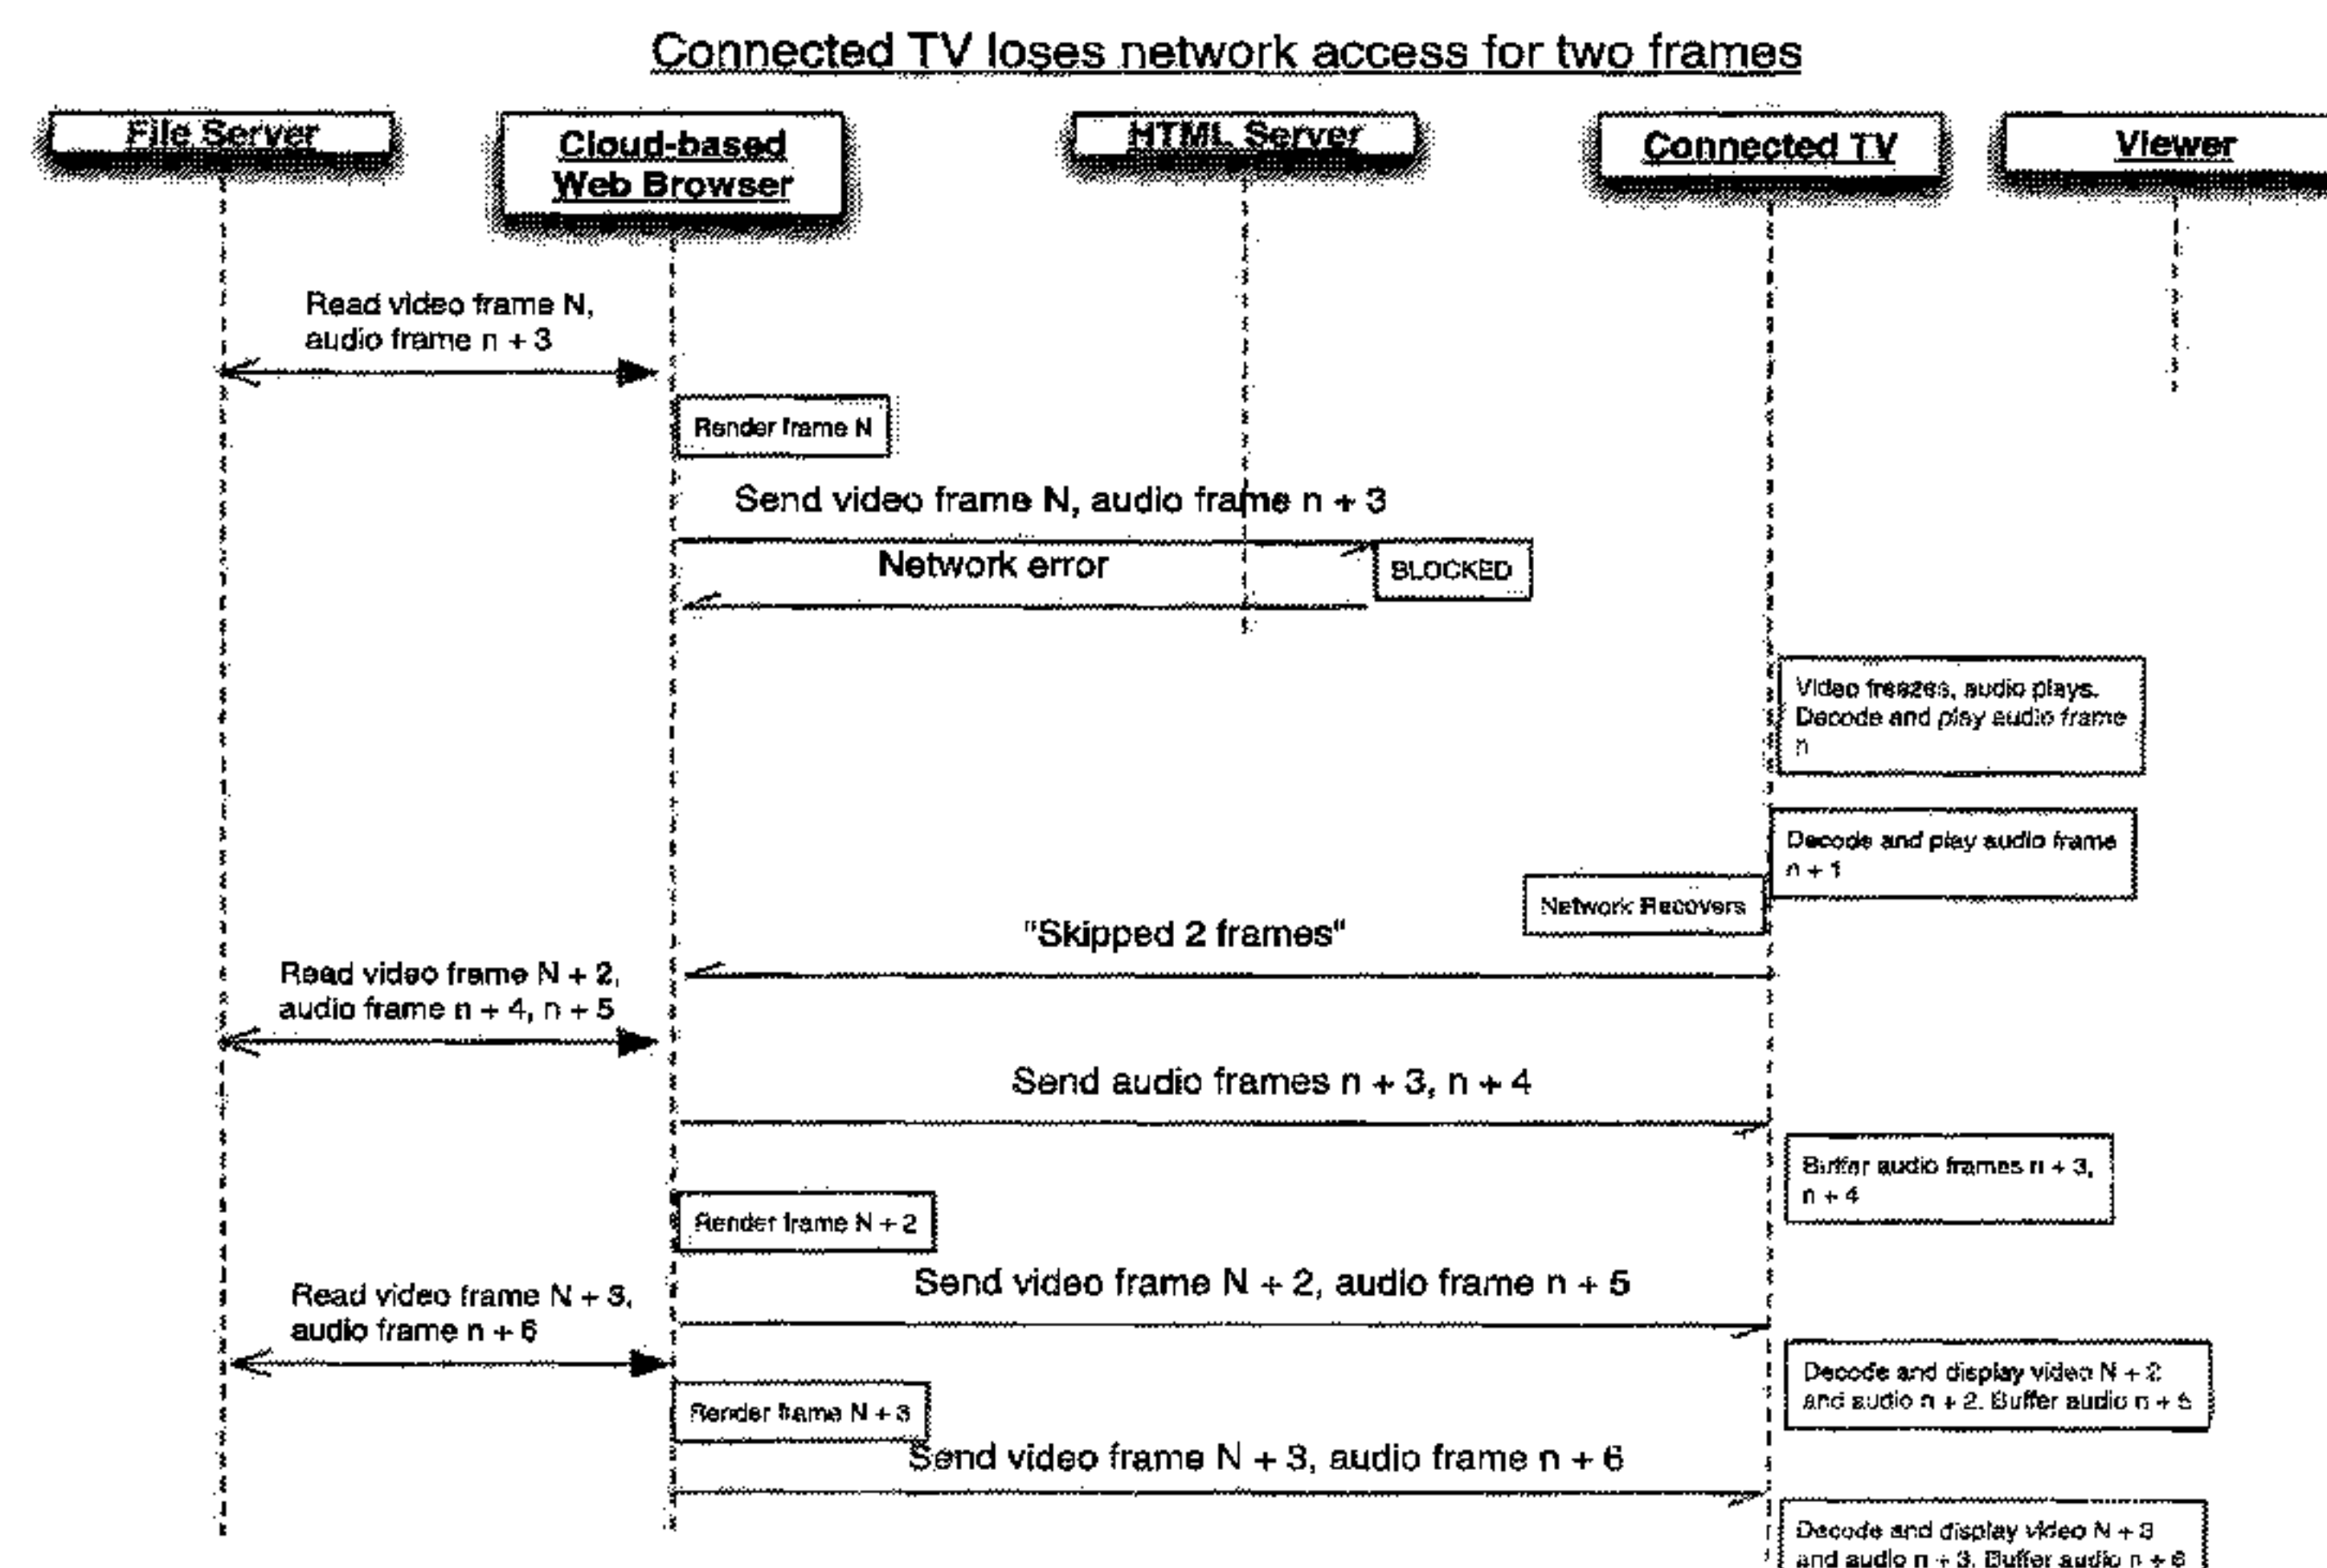 Connected TV loses network access for two frames
File Server
Cloud-based
Web Browser
HTML Server
Connected TV
Viewer
Read video frame N,
audio frame n + 3
Render frame N
Send video frame N, audio frame n + 3
Network error
BLOCKED
Video freezes, audio plays.
Decode and play audio frame
n
Decode and play audio frame
n + 1
Network Recovers
"Skipped 2 frames"
Read video frame N + 2,
audio frame n + 4, n + 5
Send audio frames n + 3, n + 4
Buffer audio frames n + 3,
n + 4
Render frame N + 2
Send video frame N + 2, audio frame n + 5
Read video frame N + 3,
audio frame n + 6
Decode and display video N + 2
and audio n + 2. Buffer audio n + 5
Render frame N + 3
Send video frame N + 3, audio frame n + 6
Decode and display video N + 3
and audio n + 3. Buffer audio n + 6